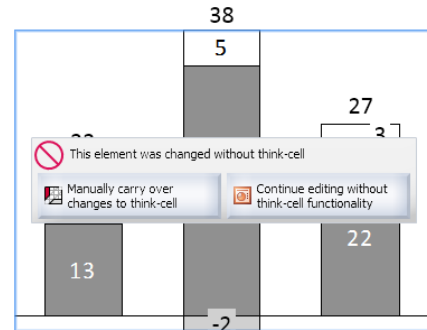 38
5
27
3
This element was changed without think-cell
Manually carry over
changes to think-cell
Continue editing without
think-cell functionality
22
13
-2